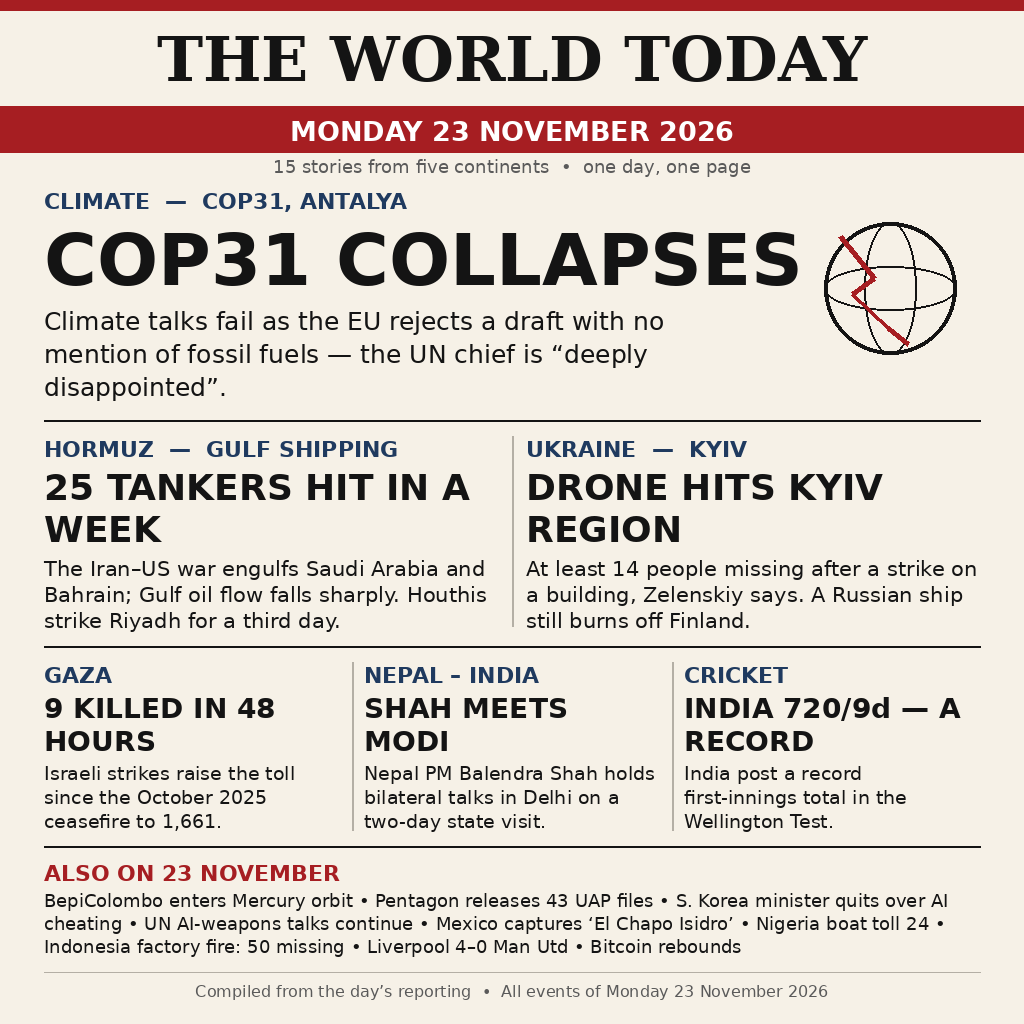 THE WORLD TODAY
MONDAY 23 NOVEMBER 2026
15 stories from five continents • one day, one page
CLIMATE — COP31, ANTALYA
COP31 COLLAPSES
Climate talks fail as the EU rejects a draft with no
mention of fossil fuels — the UN chief is “deeply
disappointed”.
HORMUZ — GULF SHIPPING
25 TANKERS HIT IN A
WEEK
The Iran–US war engulfs Saudi Arabia and
Bahrain; Gulf oil flow falls sharply. Houthis
strike Riyadh for a third day.
UKRAINE — KYIV
DRONE HITS KYIV
REGION
At least 14 people missing after a strike on
a building, Zelenskiy says. A Russian ship
still burns off Finland.
GAZA
9 KILLED IN 48
HOURS
Israeli strikes raise the toll
since the October 2025
ceasefire to 1,661.
NEPAL – INDIA
SHAH MEETS
MODI
Nepal PM Balendra Shah holds
bilateral talks in Delhi on a
two-day state visit.
CRICKET
INDIA 720/9d — A
RECORD
India post a record
first-innings total in the
Wellington Test.
ALSO ON 23 NOVEMBER
BepiColombo enters Mercury orbit • Pentagon releases 43 UAP files • S. Korea minister quits over AI
cheating • UN AI-weapons talks continue • Mexico captures ‘El Chapo Isidro’ • Nigeria boat toll 24 •
Indonesia factory fire: 50 missing • Liverpool 4–0 Man Utd • Bitcoin rebounds
Compiled from the day’s reporting • All events of Monday 23 November 2026